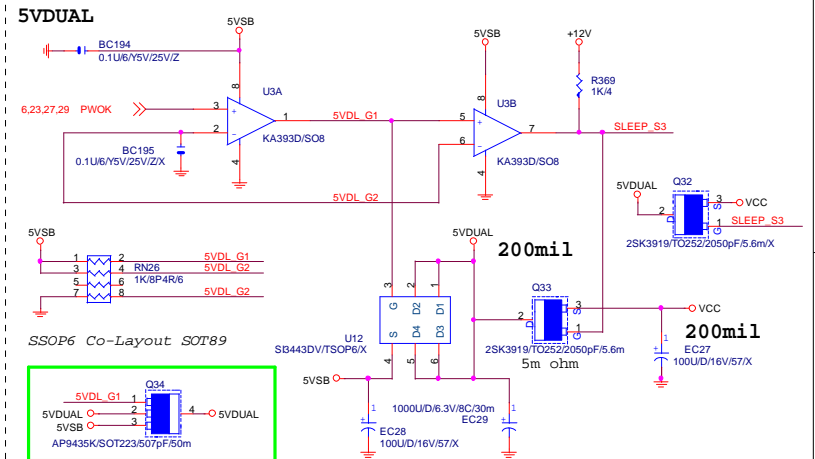 5VDUAL
5VSB
BC194
0.1U/6/Y5V/25V/Z
8
U3A
6,23,27,29 PWOK
3
+
1
5VDL_G1
2
-
KA393D/SO8
4
BC195
0.1U/6/Y5V/25V/Z/X
5VDL_G2
5VSB
8
U3B
5
+
7
6
-
KA393D/SO8
4
+12V
R369
1K/4
SLEEP_S3
Q32
5VDUAL
2
D
3
S
VCC
1
G
SLEEP_S3
2SK3919/TO252/2050pF/5.6m/X
5VSB
1
2
5VDL_G1
3
4
5VDL_G2
RN26
5
6
1K/8P4R/6
7
8
5VDL_G2
SSOP6 Co-Layout SOT89
5VDUAL
200mil
3
2
1
G
D2
D1
S
D4
D3
4
5
6
U12
SI3443DV/TSOP6/X
Q33
2
D
3
S
VCC
1
G
200mil
2SK3919/TO252/2050pF/5.6m
5m ohm
1
EC27
100U/D/16V/57/X
5VSB
1
EC28
100U/D/16V/57/X
1000U/D/6.3V/8C/30m
1
EC29
Q34
5VDL_G1
1
5VDUAL
2
4
5VDUAL
5VSB
3
AP9435K/SOT223/507pF/50m